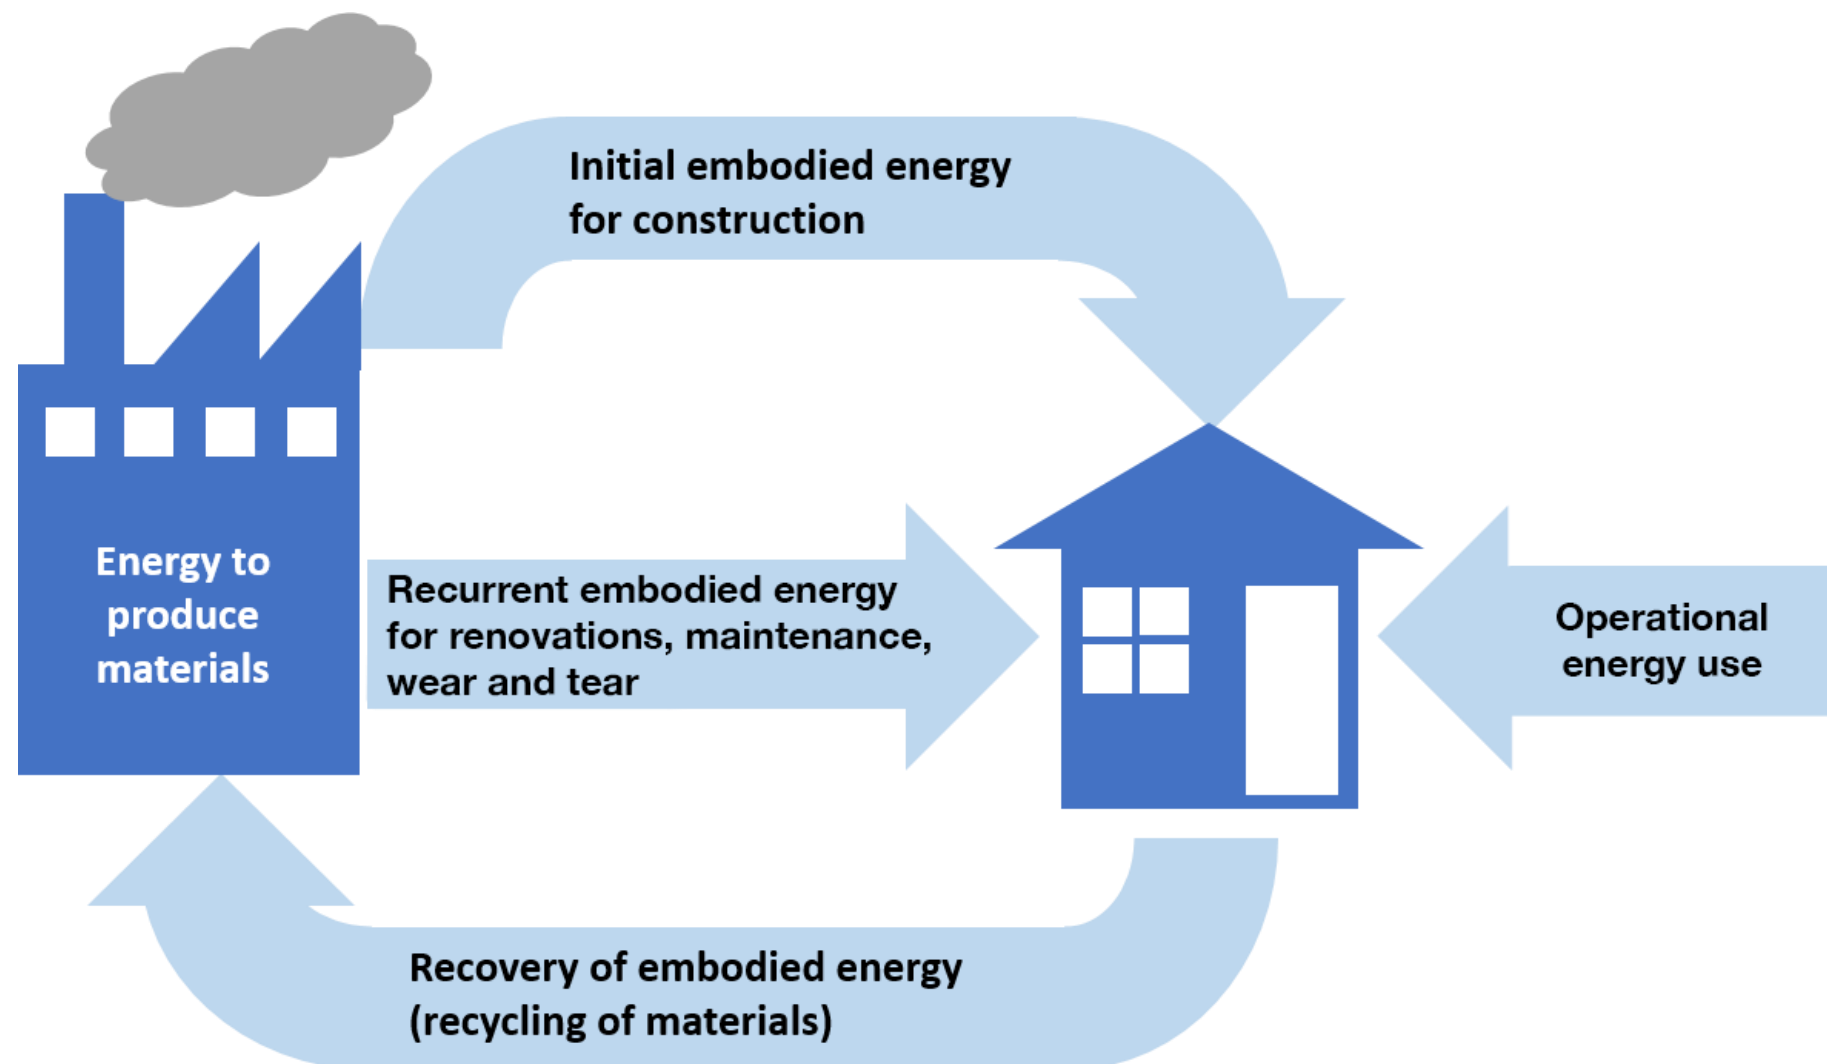 Initial embodied energy
for construction
Energy to
produce
materials
Recurrent embodied energy
for renovations, maintenance,
wear and tear
Operational
energy use
Recovery of embodied energy
(recycling of materials)